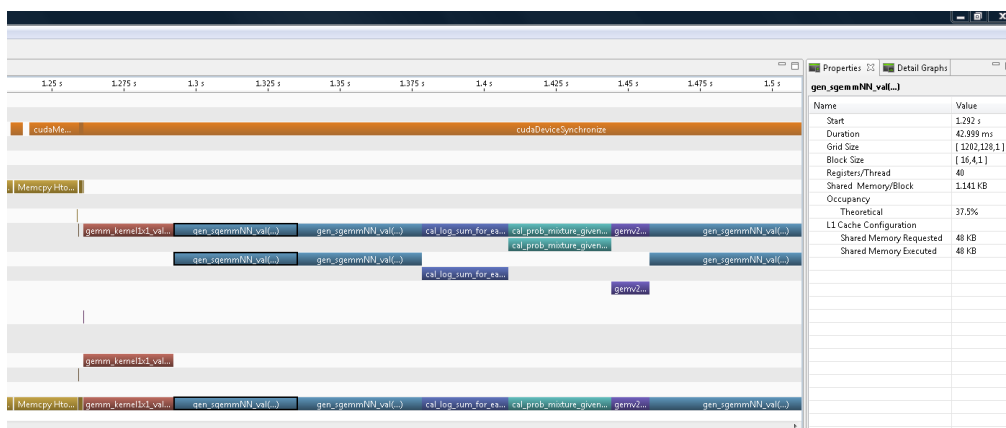 Properties Detail Graphs
1.25 s 1.275 s 1.3 s 1.325 s 1.35 s 1.375 s 1.4 s 1.425 s 1.45 s 1.475 s 1.5 s
gen_sgemmNN_val(...)
Name Value
Start 1.292 s
Duration 42.999 ms
Grid Size [ 1202,128,1 ]
Block Size [ 16,4,1 ]
Registers/Thread 40
Shared Memory/Block 1.141 KB
Occupancy
Theoretical 37.5%
L1 Cache Configuration
Shared Memory Requested 48 KB
Shared Memory Executed 48 KB
cudaMe... cudaDeviceSynchronize
Memcpy Hto...
gemm_kernel1x1_val... gen_sgemmNN_val(...) gen_sgemmNN_val(...) cal_log_sum_for_ea... cal_prob_mixture_given... gemv2... gen_sgemmNN_val(...)
cal_prob_mixture_given...
gen_sgemmNN_val(...) gen_sgemmNN_val(...) gen_sgemmNN_val(...)
cal_log_sum_for_ea...
gemv2...
gemm_kernel1x1_val...
Memcpy Hto... gemm_kernel1x1_val... gen_sgemmNN_val(...) gen_sgemmNN_val(...) cal_log_sum_for_ea... cal_prob_mixture_given... gemv2... gen_sgemmNN_val(...)